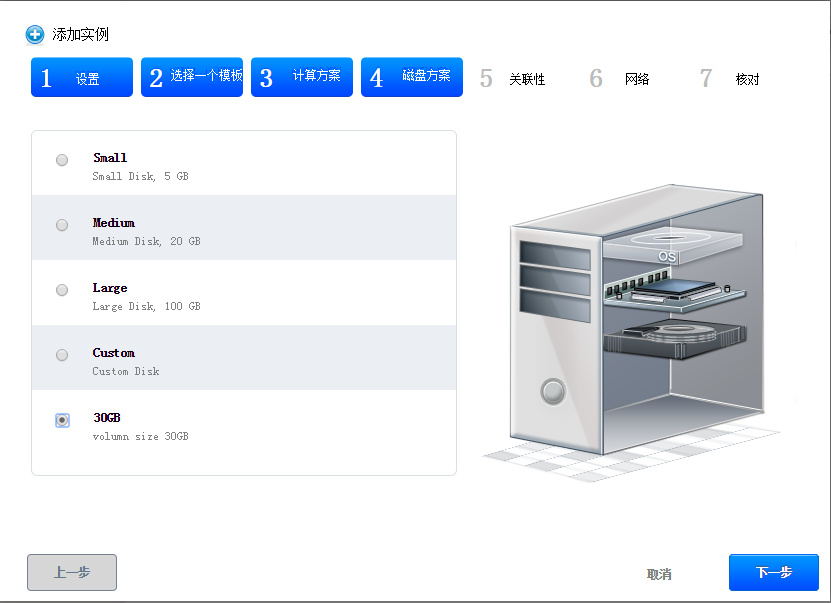 添加实例
1 设置
2 选择一个模板
3 计算方案
4 磁盘方案
5 关联性
6 网络
7 核对
Small
Small Disk, 5 GB
Medium
Medium Disk, 20 GB
Large
Large Disk, 100 GB
Custom
Custom Disk
30GB
volumn size 30GB
OS
上一步
取消
下一步